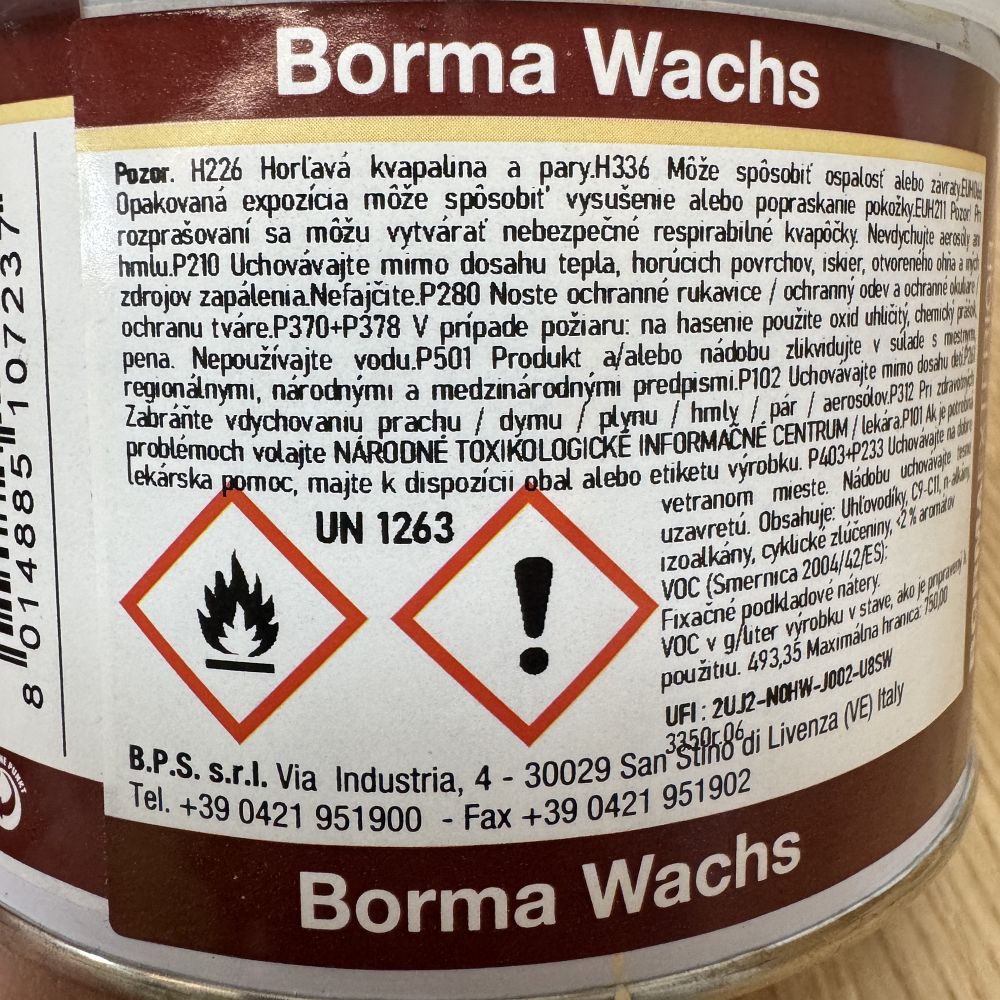 Borma Wachs
Pozor. H226 Horľavá kvapalina a pary.H336 Môže spôsobiť ospalosť alebo závraty.EUH066
Opakovaná expozícia môže spôsobiť vysušenie alebo popraskanie pokožky.EUH211 Pozor! Pri
rozprašovaní sa môžu vytvárať nebezpečné respirabilné kvapôčky. Nevdychujte aerosóly ani
hmlu.P210 Uchovávajte mimo dosahu tepla, horúcich povrchov, iskier, otvoreného ohňa a iných
zdrojov zapálenia.Nefajčite.P280 Noste ochranné rukavice / ochranný odev a ochranné okuliare /
ochranu tváre.P370+P378 V prípade požiaru: na hasenie použite oxid uhličitý, chemický prášok,
pena. Nepoužívajte vodu.P501 Produkt a/alebo nádobu zlikvidujte v súlade s miestnymi,
regionálnymi, národnými a medzinárodnými predpismi.P102 Uchovávajte mimo dosahu detí.
Zabráňte vdychovaniu prachu / dymu / plynu / hmly / pár / aerosólov.P312 Pri zdravotných
problémoch volajte NÁRODNÉ TOXIKOLOGICKÉ INFORMAČNÉ CENTRUM / lekára.P101 Ak je potrebná
lekárska pomoc, majte k dispozícii obal alebo etiketu výrobku. P403+P233 Uchovávajte na dobre
vetranom mieste. Nádobu uchovávajte tesne
uzavretú. Obsahuje: Uhľovodíky, C9-C11, n-alkány,
izoalkány, cyklické zlúčeniny, <2 % aromátov
VOC (Smernica 2004/42/ES):
Fixačné podkladové nátery.
VOC v g/liter výrobku v stave, ako je pripravený k
použitiu. 493,35 Maximálna hranica: 750,00
UFI : 2UJ2-N0HW-J002-U8SW
3350r.06
UN 1263
B.P.S. s.r.l. Via Industria, 4 - 30029 San Stino di Livenza (VE) Italy
Tel. +39 0421 951900 - Fax +39 0421 951902
Borma Wachs
8 014885 107237